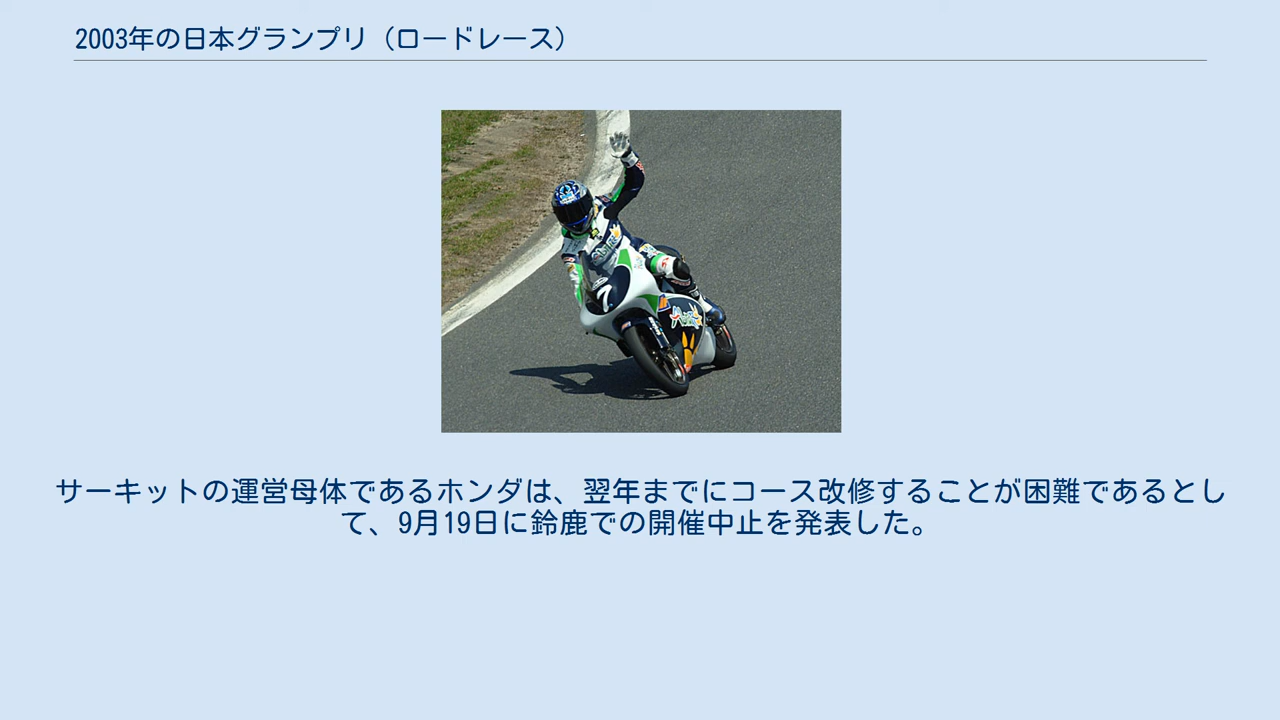 2003年の日本グランプリ（ロードレース）
7
サーキットの運営母体であるホンダは、翌年までにコース改修することが困難であるとし
て、9月19日に鈴鹿での開催中止を発表した。